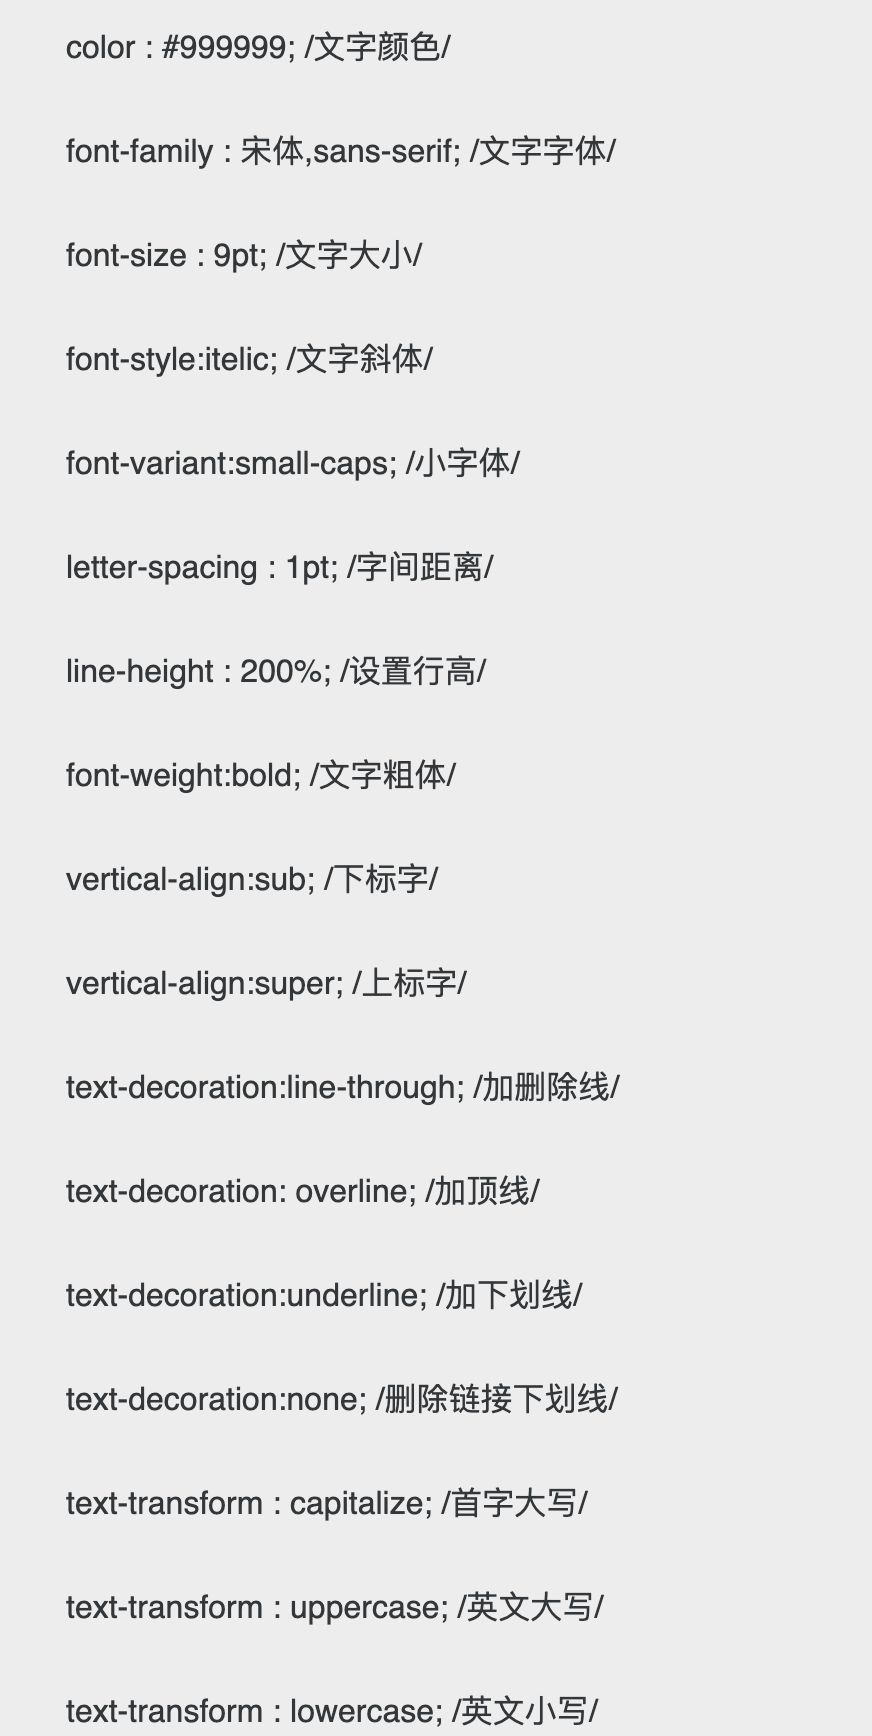 color : #999999; /文字颜色/
font-family : 宋体,sans-serif; /文字字体/
font-size : 9pt; /文字大小/
font-style:itelic; /文字斜体/
font-variant:small-caps; /小字体/
letter-spacing : 1pt; /字间距离/
line-height : 200%; /设置行高/
font-weight:bold; /文字粗体/
vertical-align:sub; /下标字/
vertical-align:super; /上标字/
text-decoration:line-through; /加删除线/
text-decoration: overline; /加顶线/
text-decoration:underline; /加下划线/
text-decoration:none; /删除链接下划线/
text-transform : capitalize; /首字大写/
text-transform : uppercase; /英文大写/
text-transform : lowercase; /英文小写/